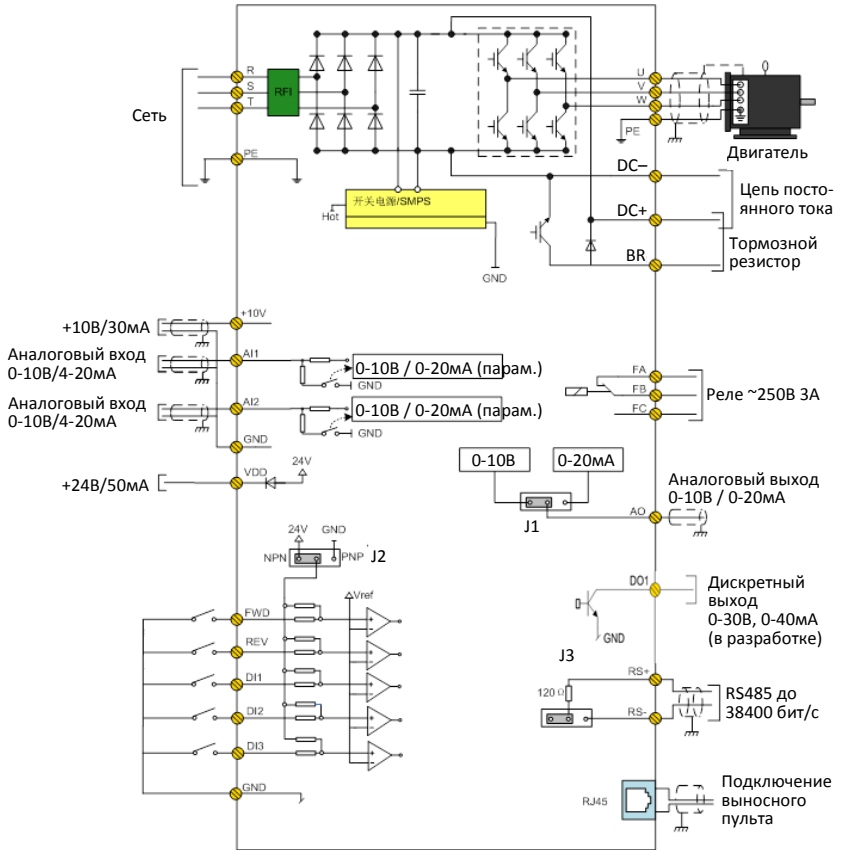 R
S
T
RFI
Сеть
PE
开关电源/SMPS
Hot
GND
U
V
W
PE
Двигатель
DC–
DC+
BR
Цепь посто-
янного тока
Тормозной
резистор
+10V
+10В/30мА
Аналоговый вход
0-10В/4-20мА
AI1
0-10В / 0-20мА (парам.)
GND
Аналоговый вход
0-10В/4-20мА
AI2
0-10В / 0-20мА (парам.)
GND
GND
+24В/50мА
VDD
24V
FA
FB
FC
Реле ~250В 3А
0-10В
0-20мА
J1
AO
Аналоговый выход
0-10В / 0-20мА
24V
GND
NPN
PNP
J2
Vref
FWD
REV
DI1
DI2
DI3
GND
DO1
GND
Дискретный
выход
0-30В, 0-40мА
(в разработке)
J3
120 Ω
RS+
RS-
RS485 до
38400 бит/с
RJ45
Подключение
выносного
пульта